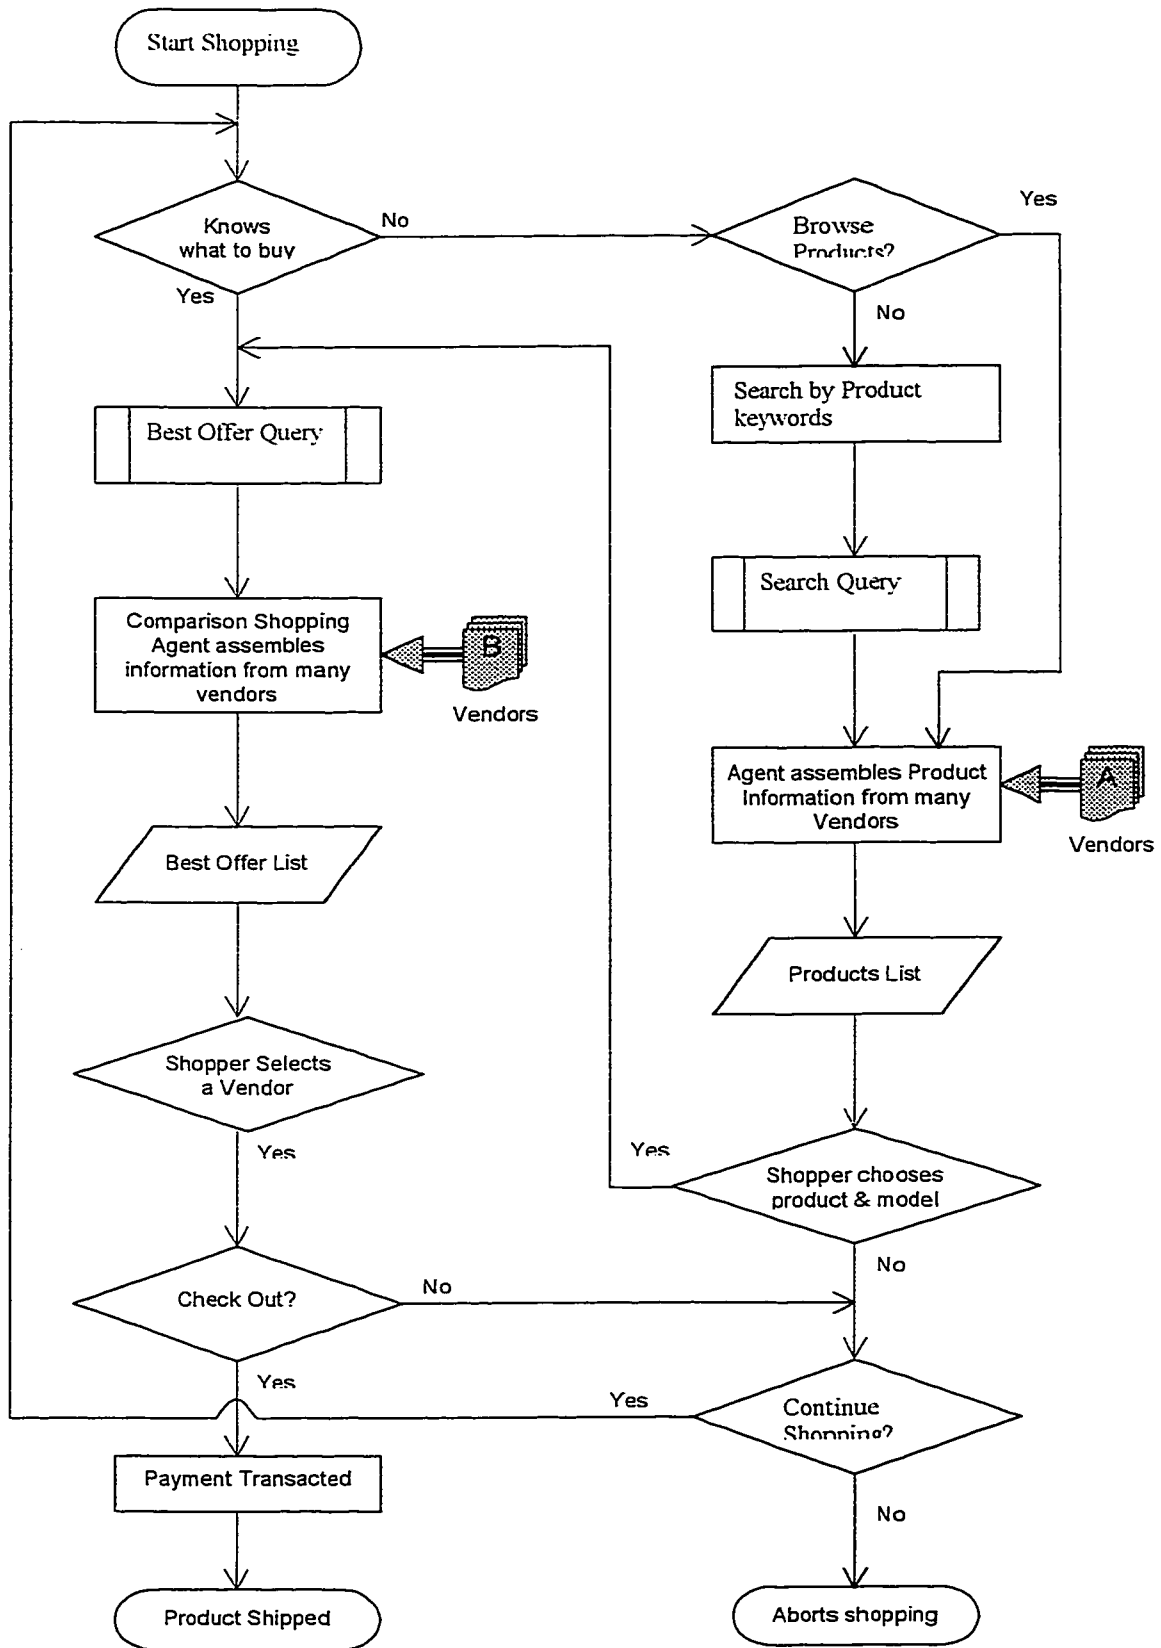 Start Shopping
Knows
what to buy
No
Yes
Browse
Products?
Yes
No
Search by Product
keywords
Best Offer Query
Search Query
Comparison Shopping
Agent assembles
information from many
vendors
B
Vendors
Agent assembles Product
Information from many
Vendors
A
Vendors
Best Offer List
Products List
Shopper Selects
a Vendor
Yes
Yes
Shopper chooses
product & model
No
Check Out?
No
Yes
Yes
Continue
Shopping?
Payment Transacted
No
Product Shipped
Aborts shopping